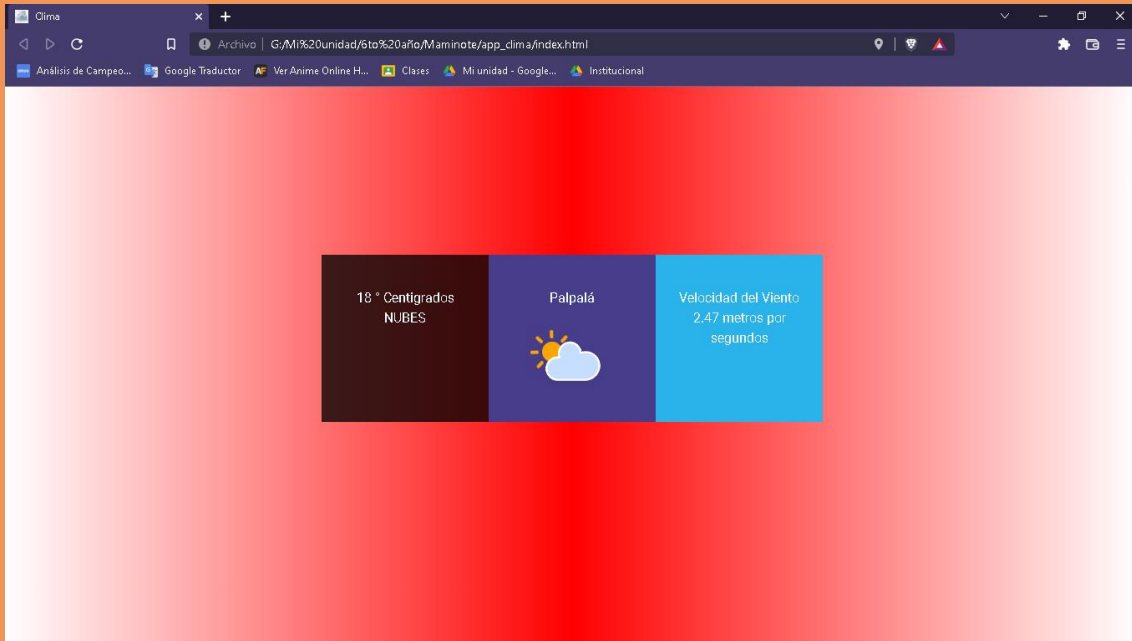 Clima
Archivo | G:/Mi%20unidad/6to%20año/Maminote/app_clima/index.html
Análisis de Campeo...
Google Traductor
Ver Anime Online H...
Clases
Mi unidad - Google...
Institucional
18 ° Centigrados
NUBES
Palpalá
Velocidad del Viento
2.47 metros por
segundos